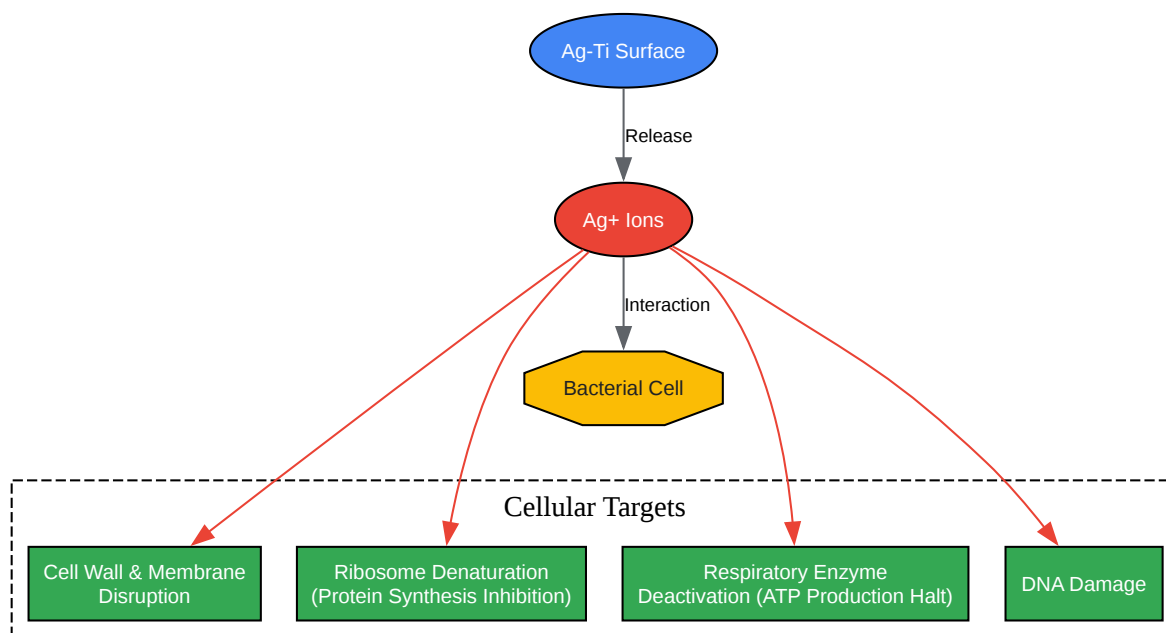 Ag-Ti Surface
Release
Ag+ Ions
Interaction
Bacterial Cell
Cellular Targets
Cell Wall & Membrane
Disruption
Ribosome Denaturation
(Protein Synthesis Inhibition)
Respiratory Enzyme
Deactivation (ATP Production Halt)
DNA Damage